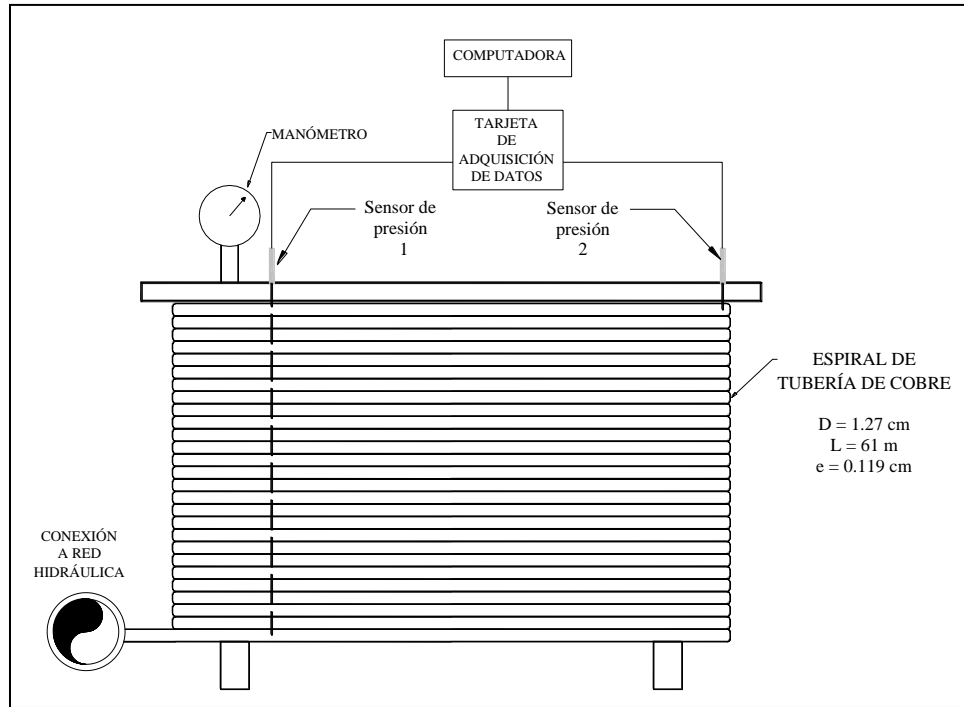 COMPUTADORA
TARJETA
DE
ADQUISICIÓN
DE DATOS
MANÓMETRO
Sensor de
presión
1
Sensor de
presión
2
ESPIRAL DE
TUBERÍA DE COBRE
D = 1.27 cm
L = 61 m
e = 0.119 cm
CONEXIÓN
A RED
HIDRÁULICA